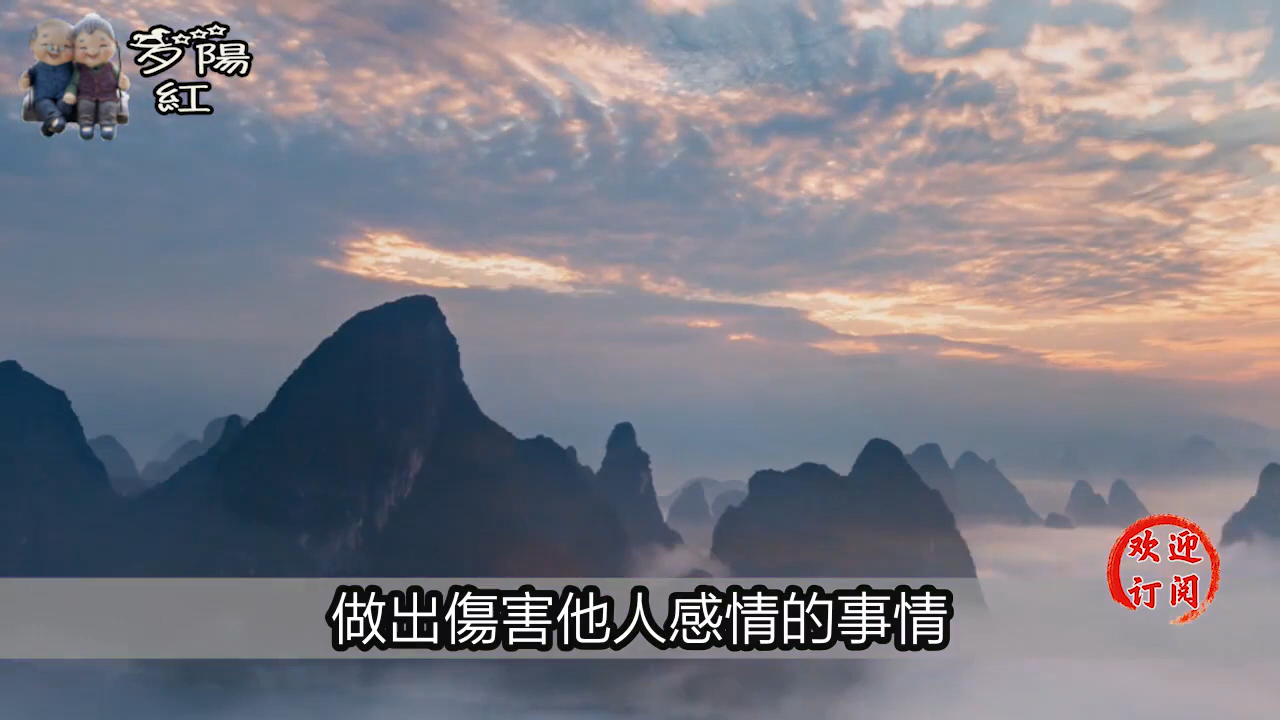 夕陽
紅
欢迎
订阅
做出傷害他人感情的事情